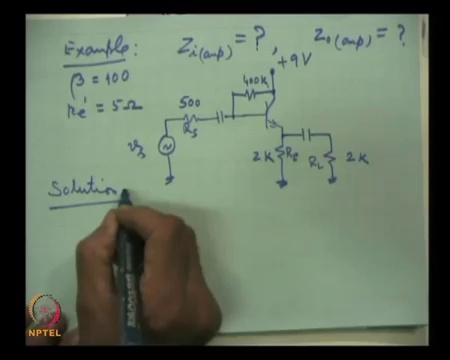 Example: Zi(amp) = ?, Zo(amp) = ?
β = 100
re' = 5Ω
+9V
400K
500
Rs
vs
2K RE
RL 2K
Solution
NPTEL